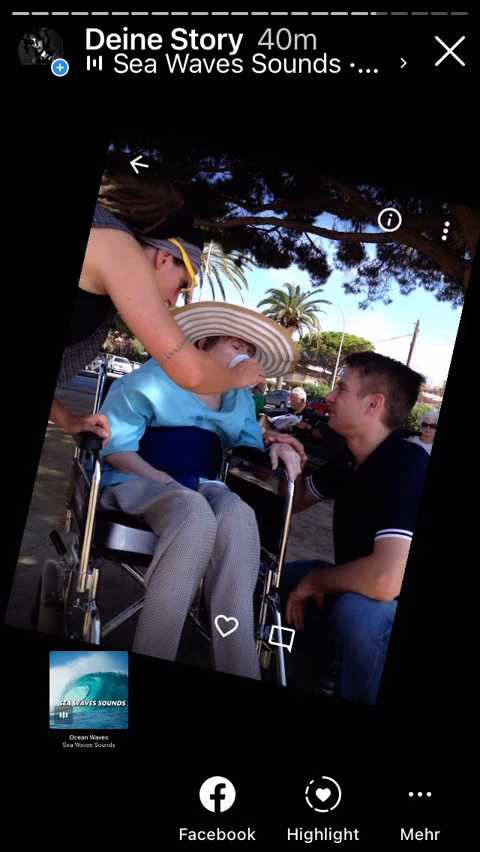 Deine Story 40m
Sea Waves Sounds ·...
SEA WAVES SOUNDS
Ocean Waves
Sea Waves Sounds
Facebook
Highlight
Mehr